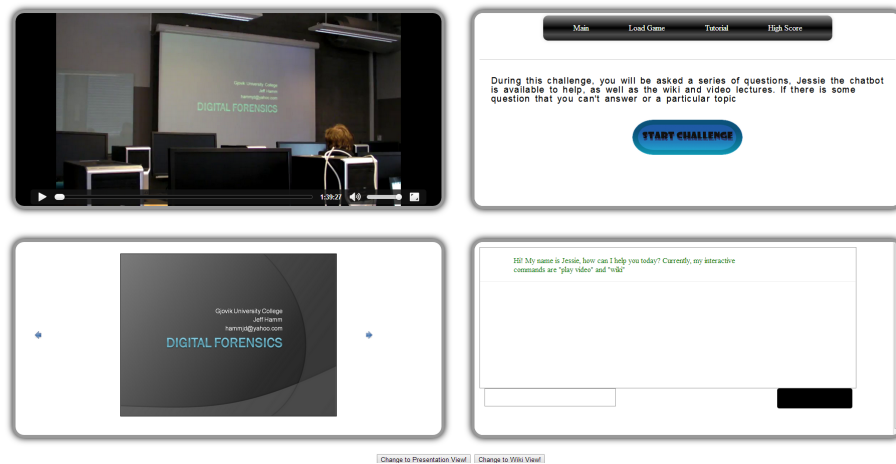 Gjovik University College
Jeff Hamm
hammjd@yahoo.com
DIGITAL FORENSICS
1:39:27
Main Load Game Tutorial High Score
During this challenge, you will be asked a series of questions, Jessie the chatbot
is available to help, as well as the wiki and video lectures. If there is some
question that you can't answer or a particular topic
START CHALLENGE
Gjovik University College
Jeff Hamm
hammjd@yahoo.com
DIGITAL FORENSICS
Hi! My name is Jessie, how can I help you today? Currently, my interactive
commands are "play video" and "wiki"
Change to Presentation View! Change to Wiki View!